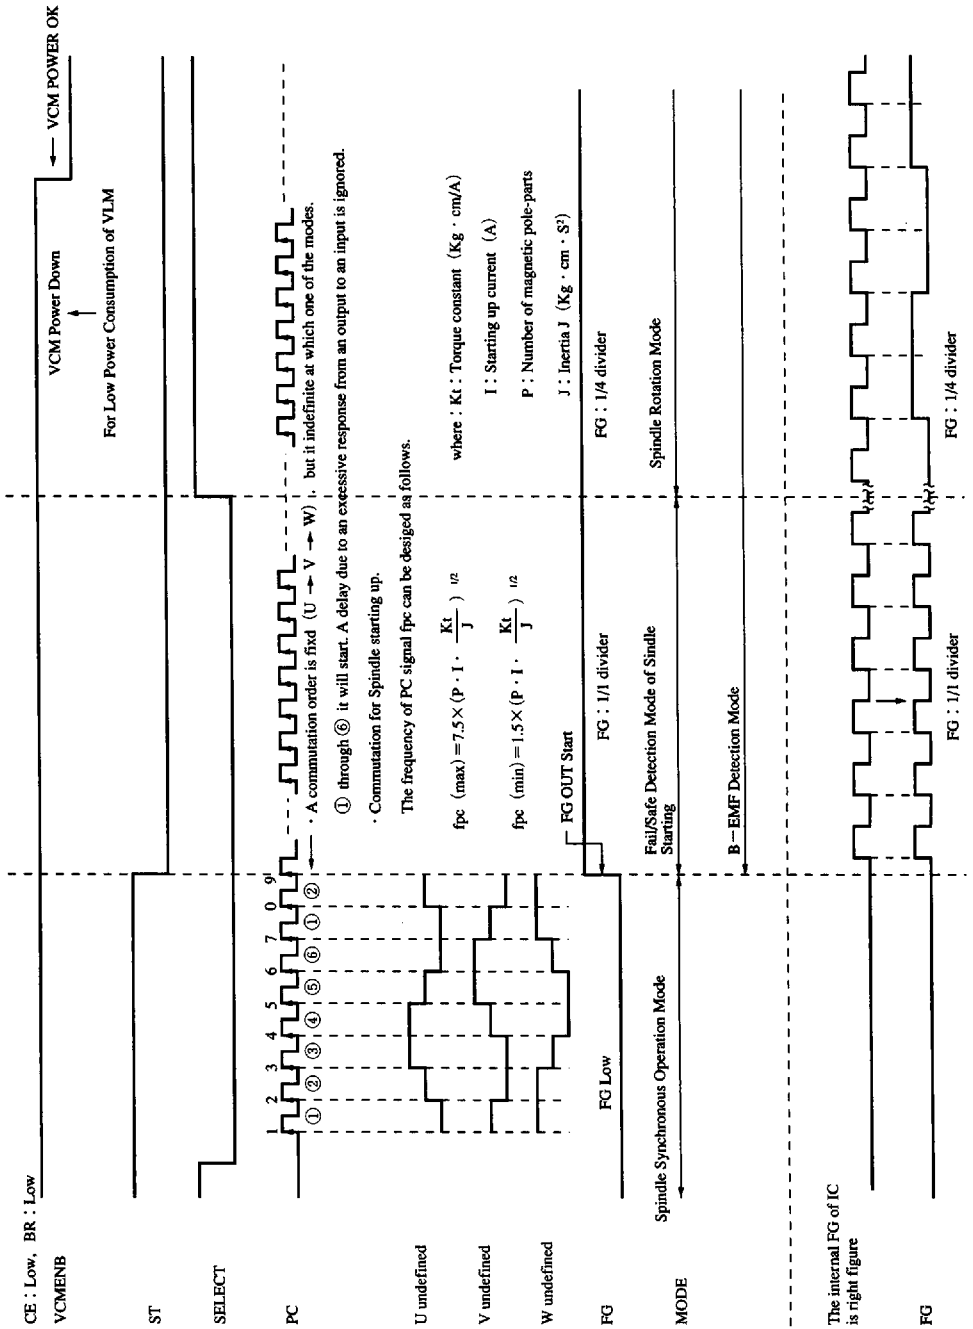 CE : Low, BR : Low
VCMENB
VCM Power Down
VCM POWER OK
For Low Power Consumption of VLM
ST
SELECT
PC
1 2 3 4 5 6 7 0 9
① ② ③ ④ ⑤ ⑥ ① ②
· A commutation order is fixd (U → V → W) , but it indefinite at which one of the modes.
① through ⑥ it will start. A delay due to an excessive response from an output to an input is ignored.
· Commutation for Spindle starting up.
The frequency of PC signal fpc can be desiged as follows.
fpc (max) = 7.5 × (P · I · Kt/J) 1/2
fpc (min) = 1.5 × (P · I · Kt/J) 1/2
where : Kt : Torque constant (Kg · cm/A)
I : Starting up current (A)
P : Number of magnetic pole-parts
J : Inertia J (Kg · cm · S²)
U undefined
V undefined
W undefined
FG
FG Low
FG OUT Start
FG : 1/1 divider
FG : 1/4 divider
MODE
Spindle Synchronous Operation Mode
Fail/Safe Detection Mode of Sindle
Starting
Spindle Rotation Mode
B-EMF Detection Mode
The internal FG of IC
is right figure
FG
FG : 1/1 divider
FG : 1/4 divider